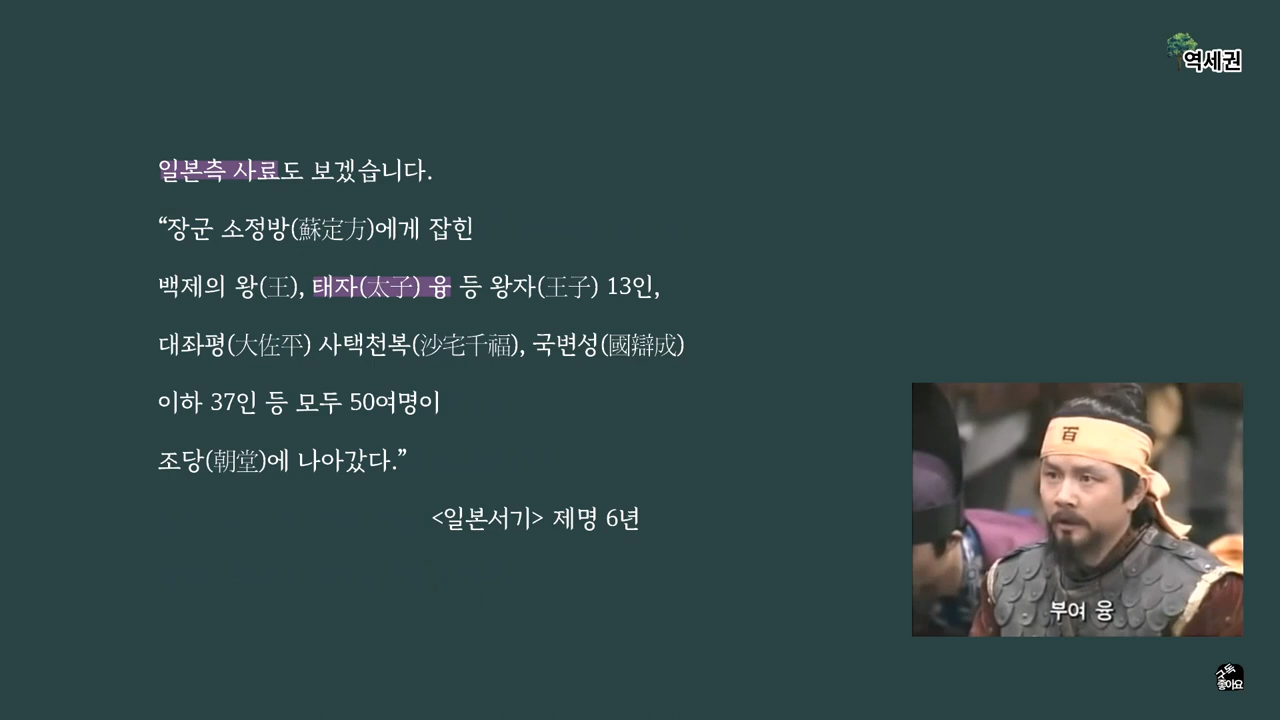 역세권
일본측 사료도 보겠습니다.
“장군 소정방(蘇定方)에게 잡힌
백제의 왕(王), 태자(太子) 융 등 왕자(王子) 13인,
대좌평(大佐平) 사택천복(沙宅千福), 국변성(國辯成)
이하 37인 등 모두 50여명이
조당(朝堂)에 나아갔다.”
<일본서기> 제명 6년
百
부여 융
구독
좋아요